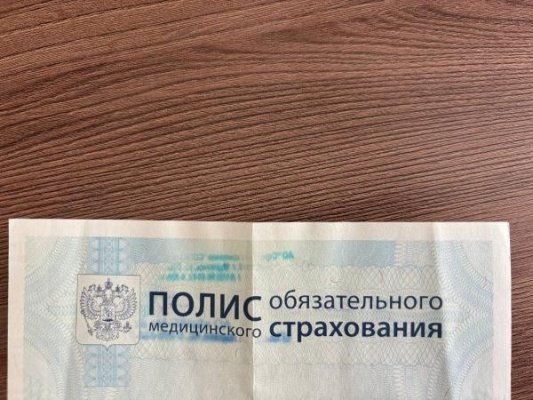 ПОЛИС обязательного
медицинского страхования